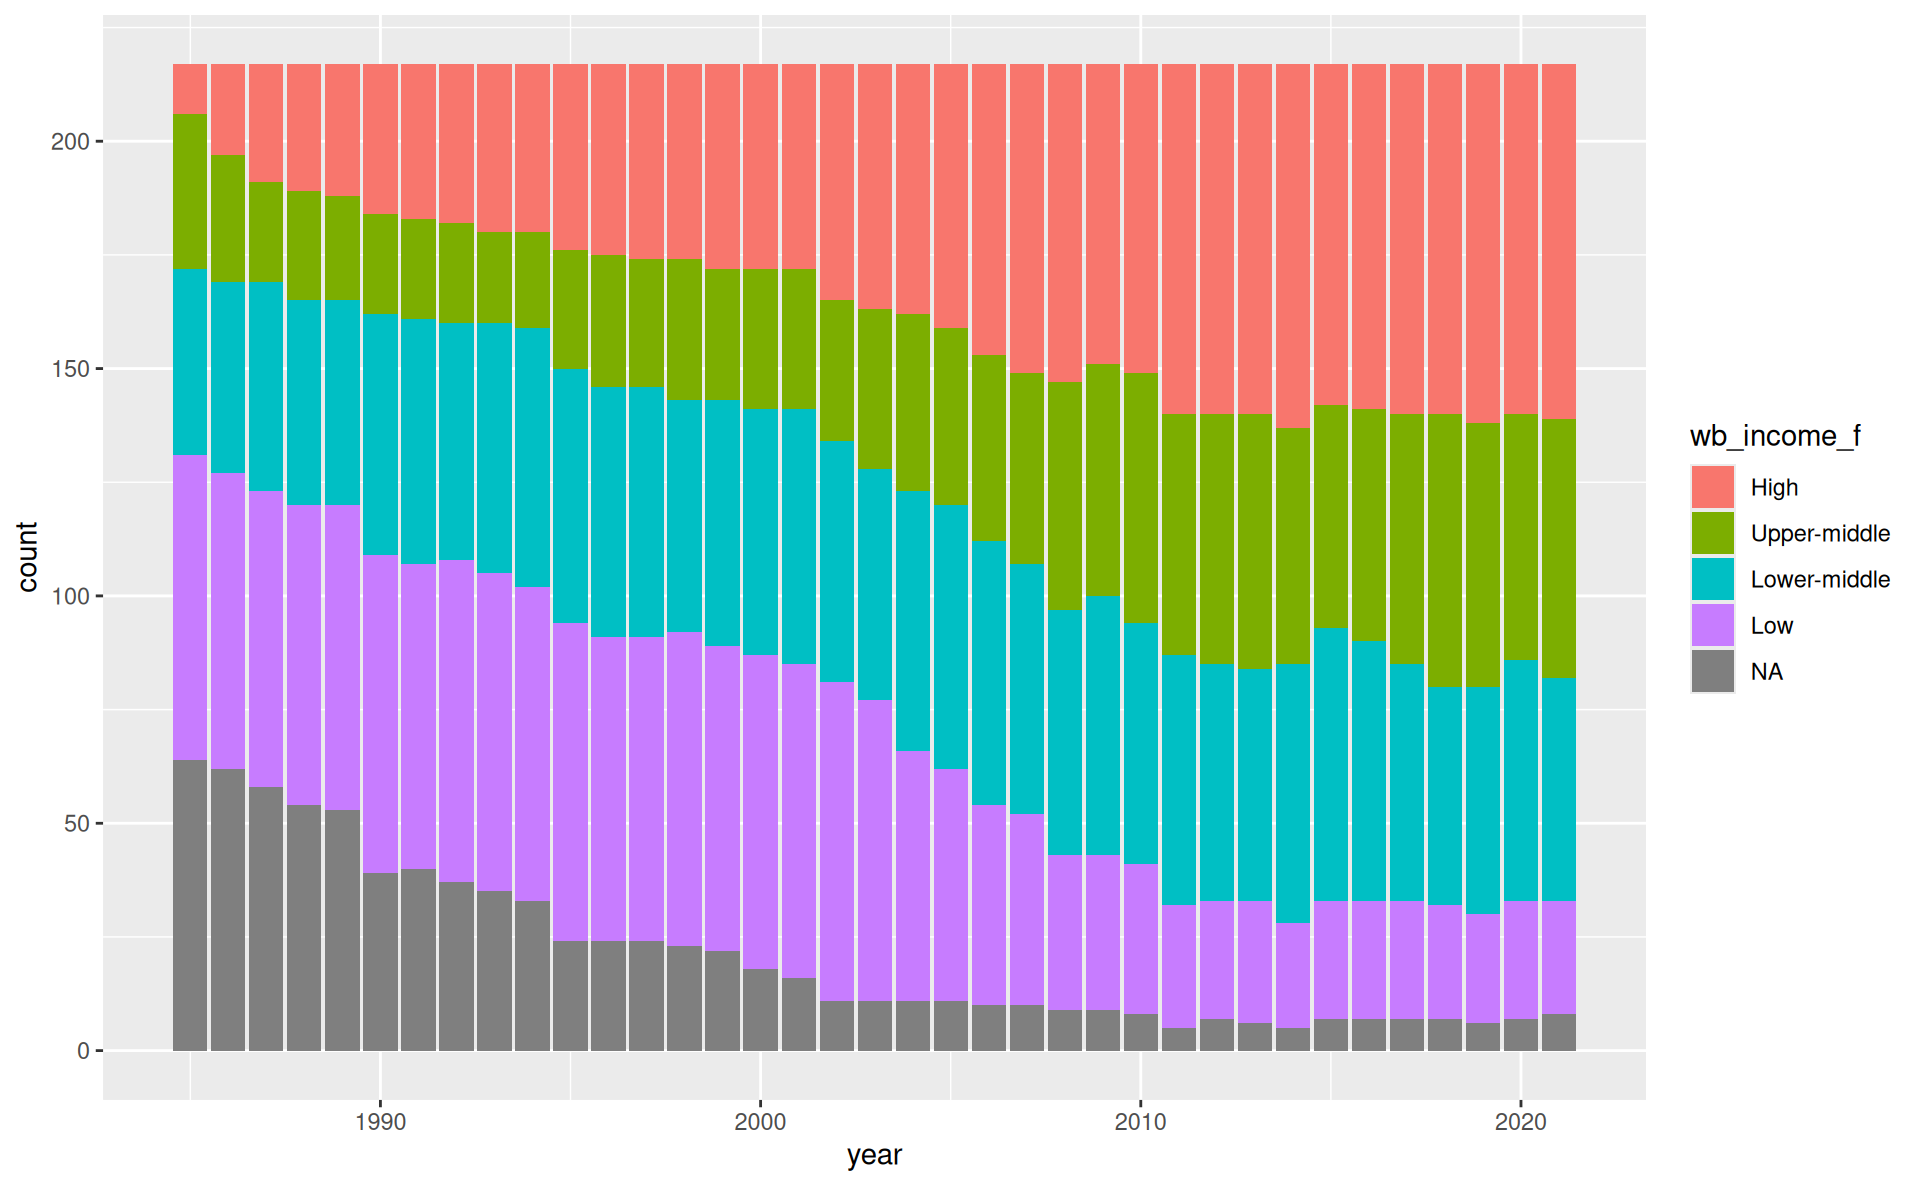 200
150
100
50
0
count
1990 2000 2010 2020
year
wb_income_f
High
Upper-middle
Lower-middle
Low
NA